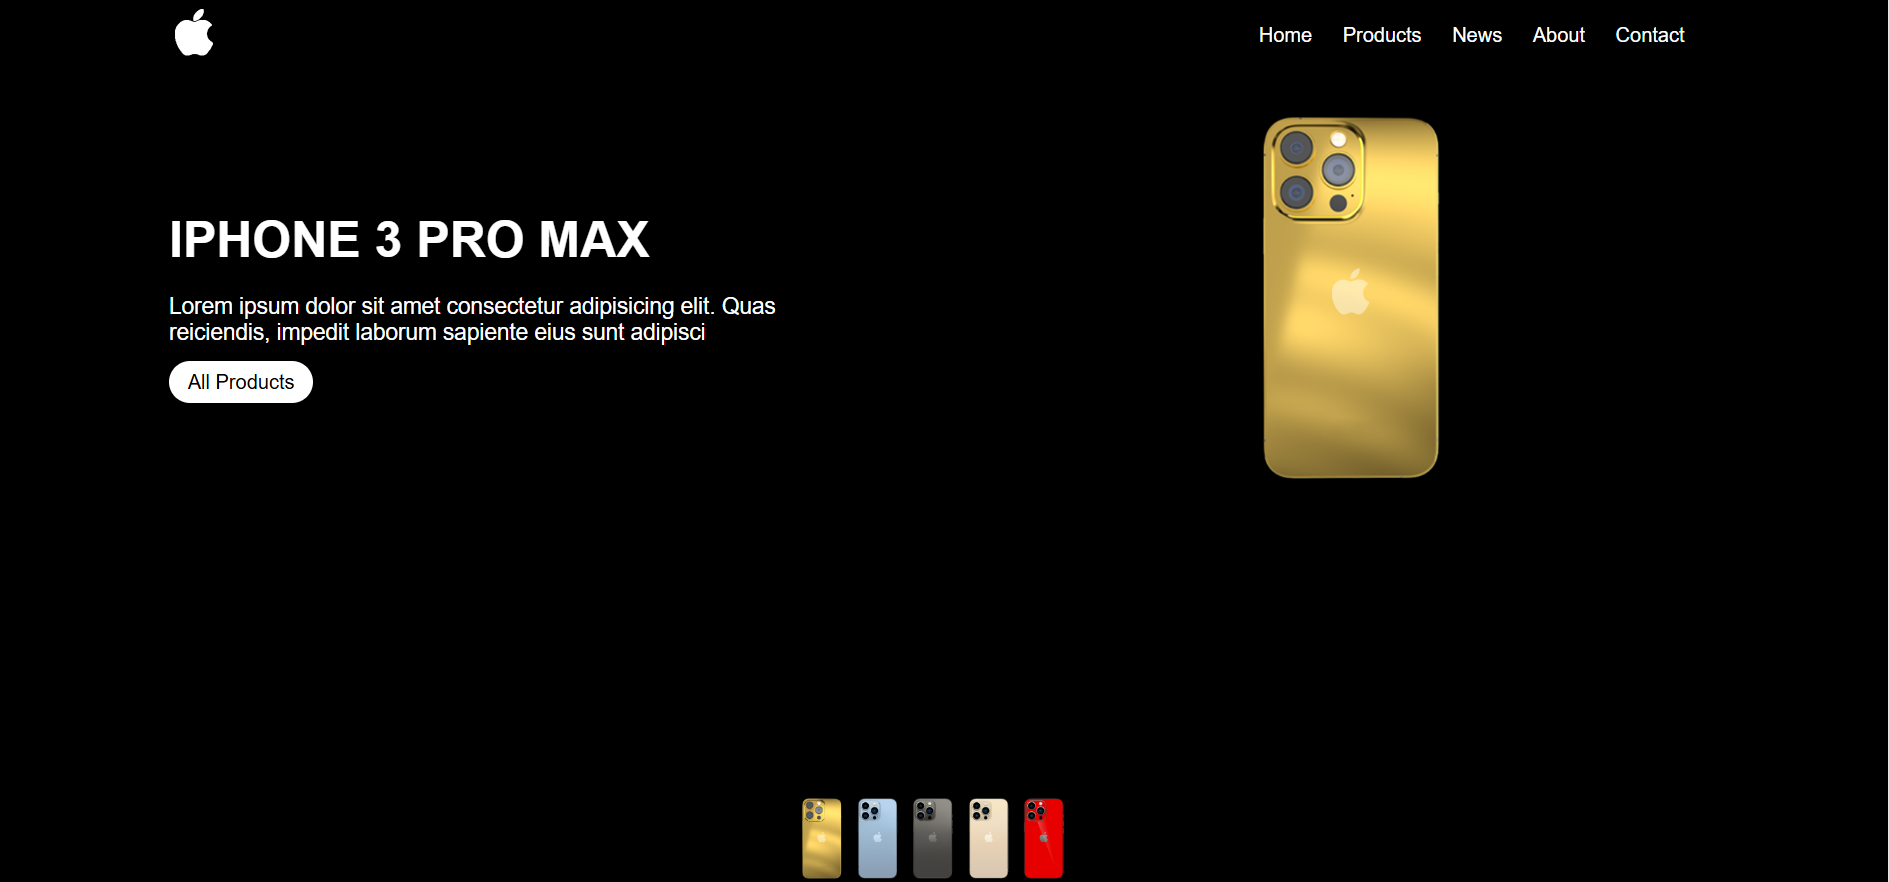 Home Products News About Contact
IPHONE 3 PRO MAX
Lorem ipsum dolor sit amet consectetur adipisicing elit. Quas
reiciendis, impedit laborum sapiente eius sunt adipisci
All Products